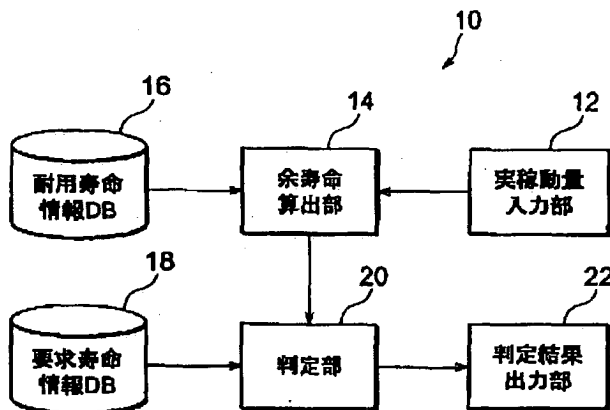 10
16
14
12
耐用寿命
情報DB
余寿命
算出部
実稼動量
入力部
18
20
22
要求寿命
情報DB
判定部
判定結果
出力部